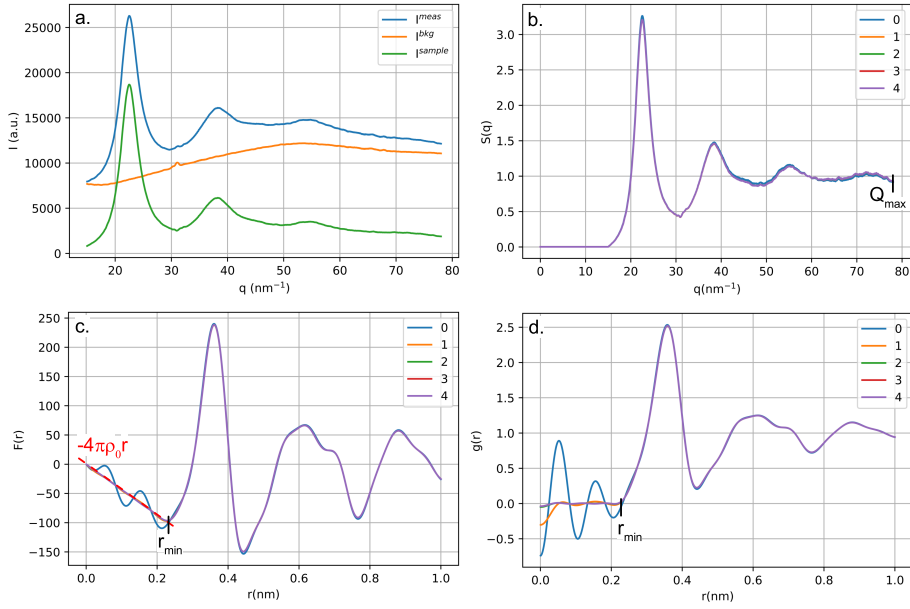 a.
I^meas
I^bkg
I^sample
25000
20000
15000
10000
5000
0
I (a.u.)
20 30 40 50 60 70 80
q (nm⁻¹)
b.
0
1
2
3
4
3.0
2.5
2.0
1.5
1.0
0.5
0.0
S(q)
Q_max
0 10 20 30 40 50 60 70 80
q(nm⁻¹)
c.
0
1
2
3
4
250
200
150
100
50
0
−50
−100
−150
F(r)
-4πρ₀r
r_min
0.0 0.2 0.4 0.6 0.8 1.0
r(nm)
d.
0
1
2
3
4
2.5
2.0
1.5
1.0
0.5
0.0
−0.5
g(r)
r_min
0.0 0.2 0.4 0.6 0.8 1.0
r(nm)